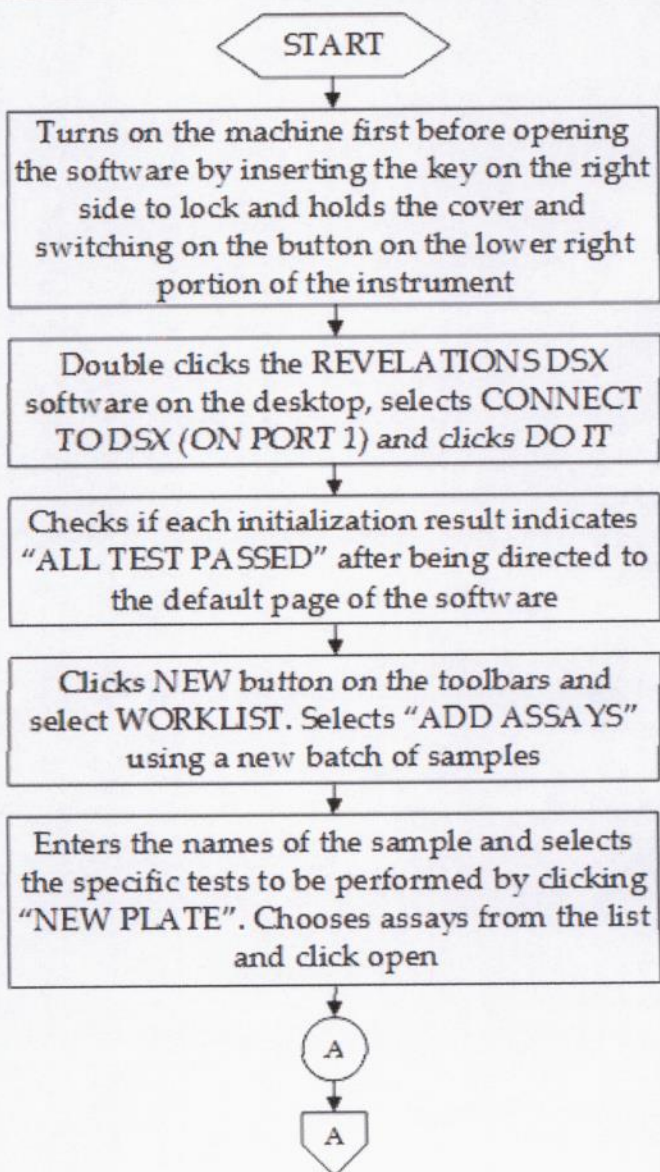 START
Turns on the machine first before opening
the software by inserting the key on the right
side to lock and holds the cover and
switching on the button on the lower right
portion of the instrument
Double clicks the REVELATIONS DSX
software on the desktop, selects CONNECT
TO DSX (ON PORT 1) and clicks DO IT
Checks if each initialization result indicates
“ALL TEST PASSED” after being directed to
the default page of the software
Clicks NEW button on the toolbars and
select WORKLIST. Selects “ADD ASSAYS”
using a new batch of samples
Enters the names of the sample and selects
the specific tests to be performed by clicking
“NEW PLATE”. Chooses assays from the list
and click open
A
A